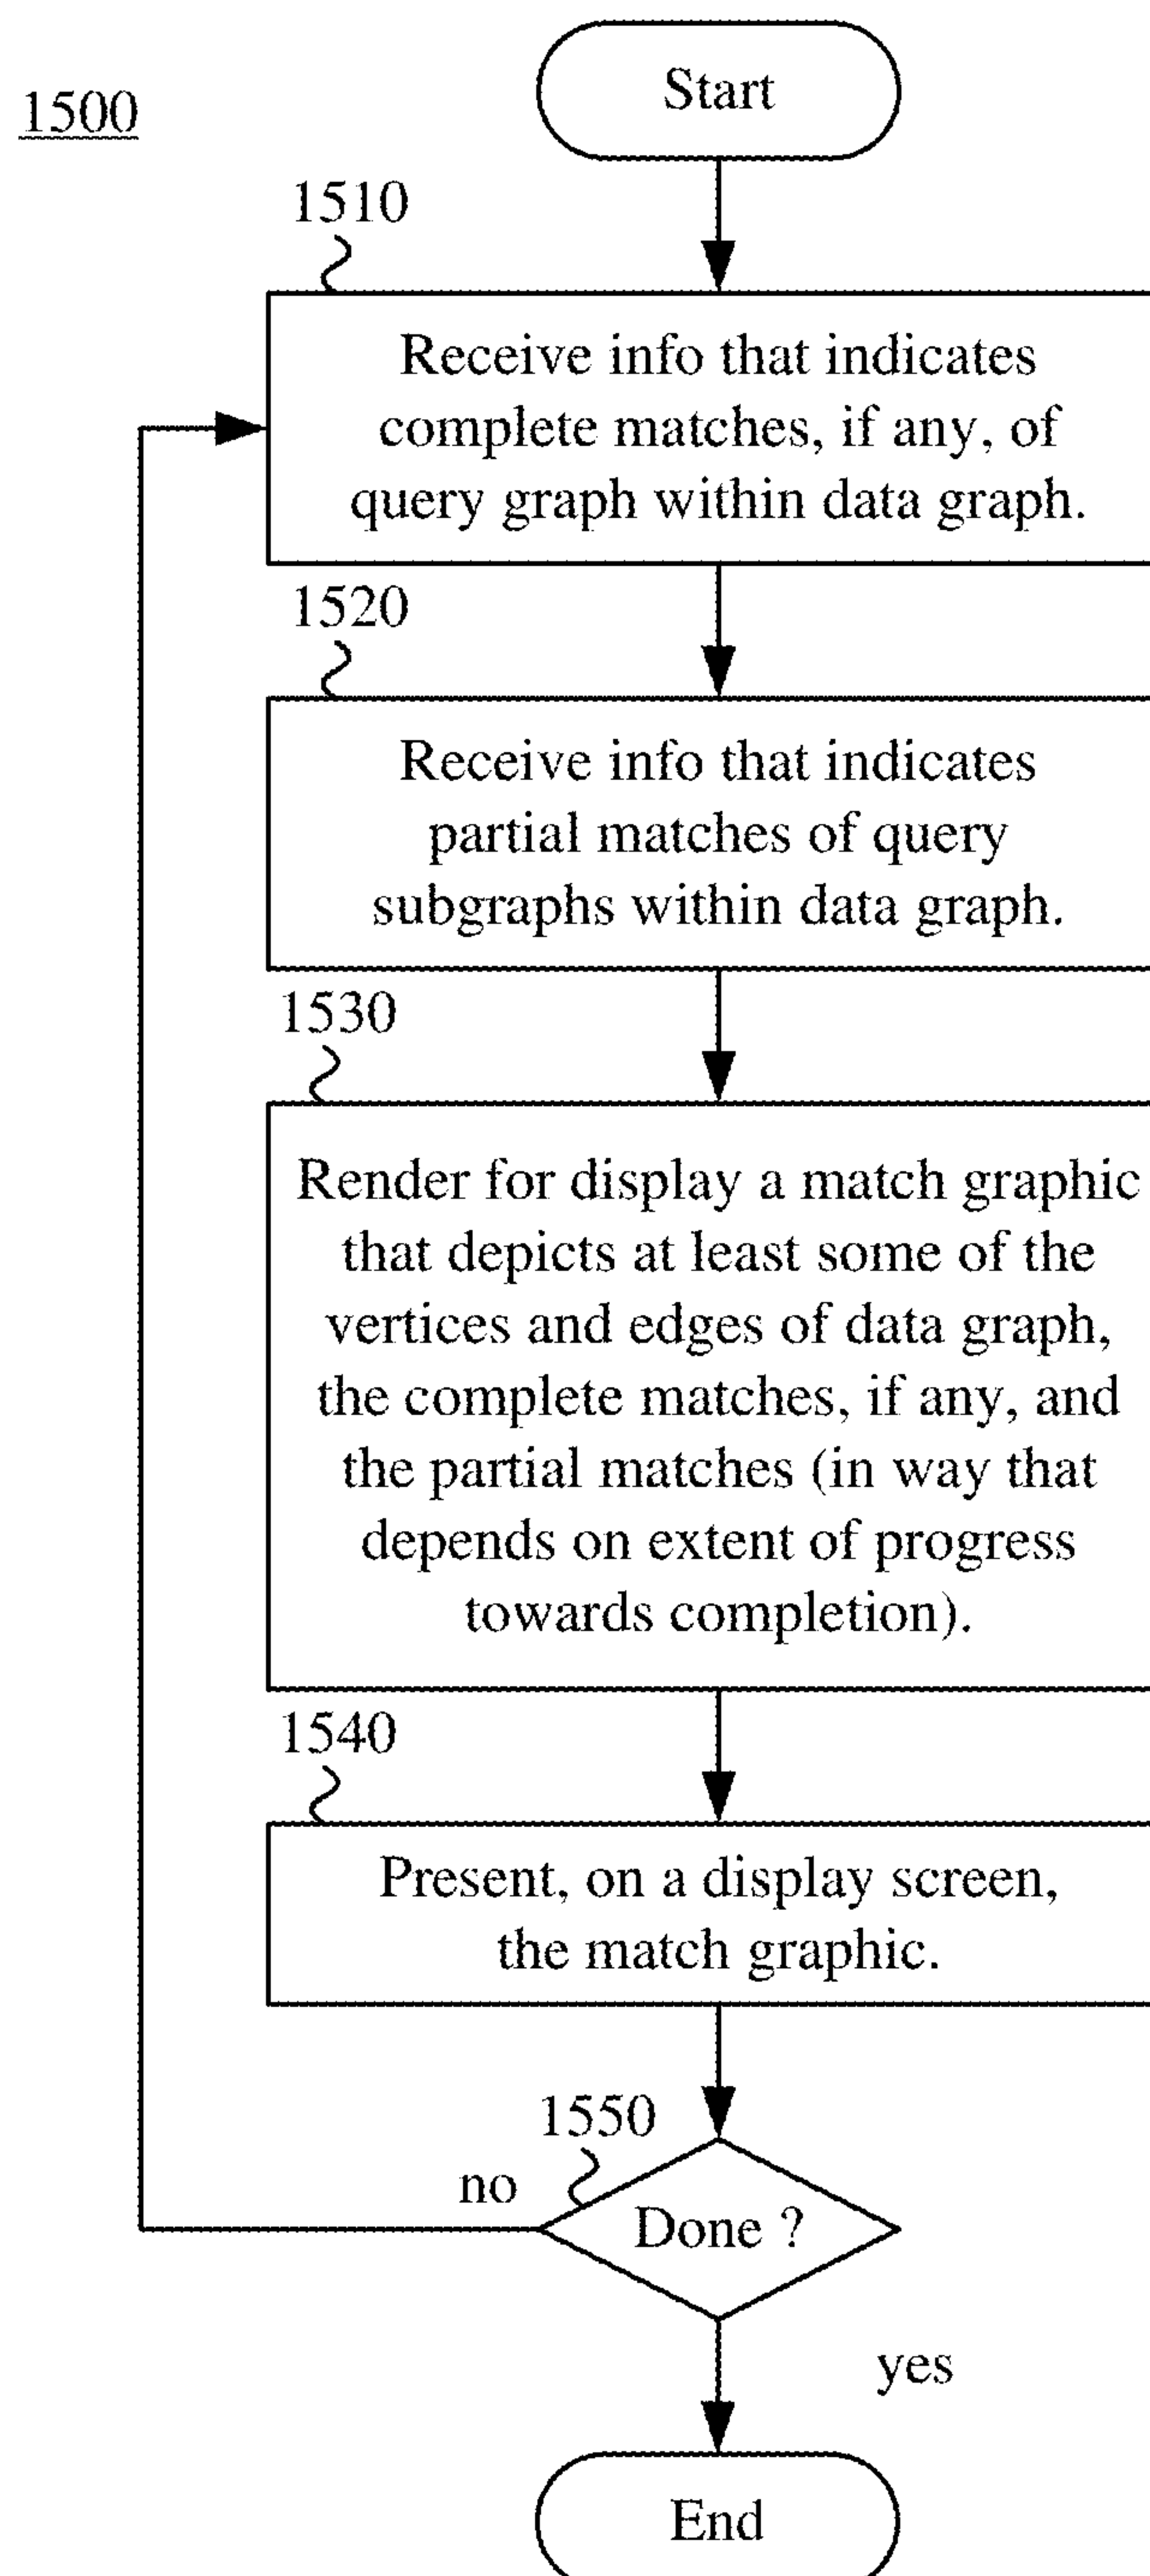 Start
1500
1510
Receive info that indicates
complete matches, if any, of
query graph within data graph.
1520
Receive info that indicates
partial matches of query
subgraphs within data graph.
1530
Render for display a match graphic
that depicts at least some of the
vertices and edges of data graph,
the complete matches, if any, and
the partial matches (in way that
depends on extent of progress
towards completion).
1540
Present, on a display screen,
the match graphic.
1550
no
Done ?
yes
End